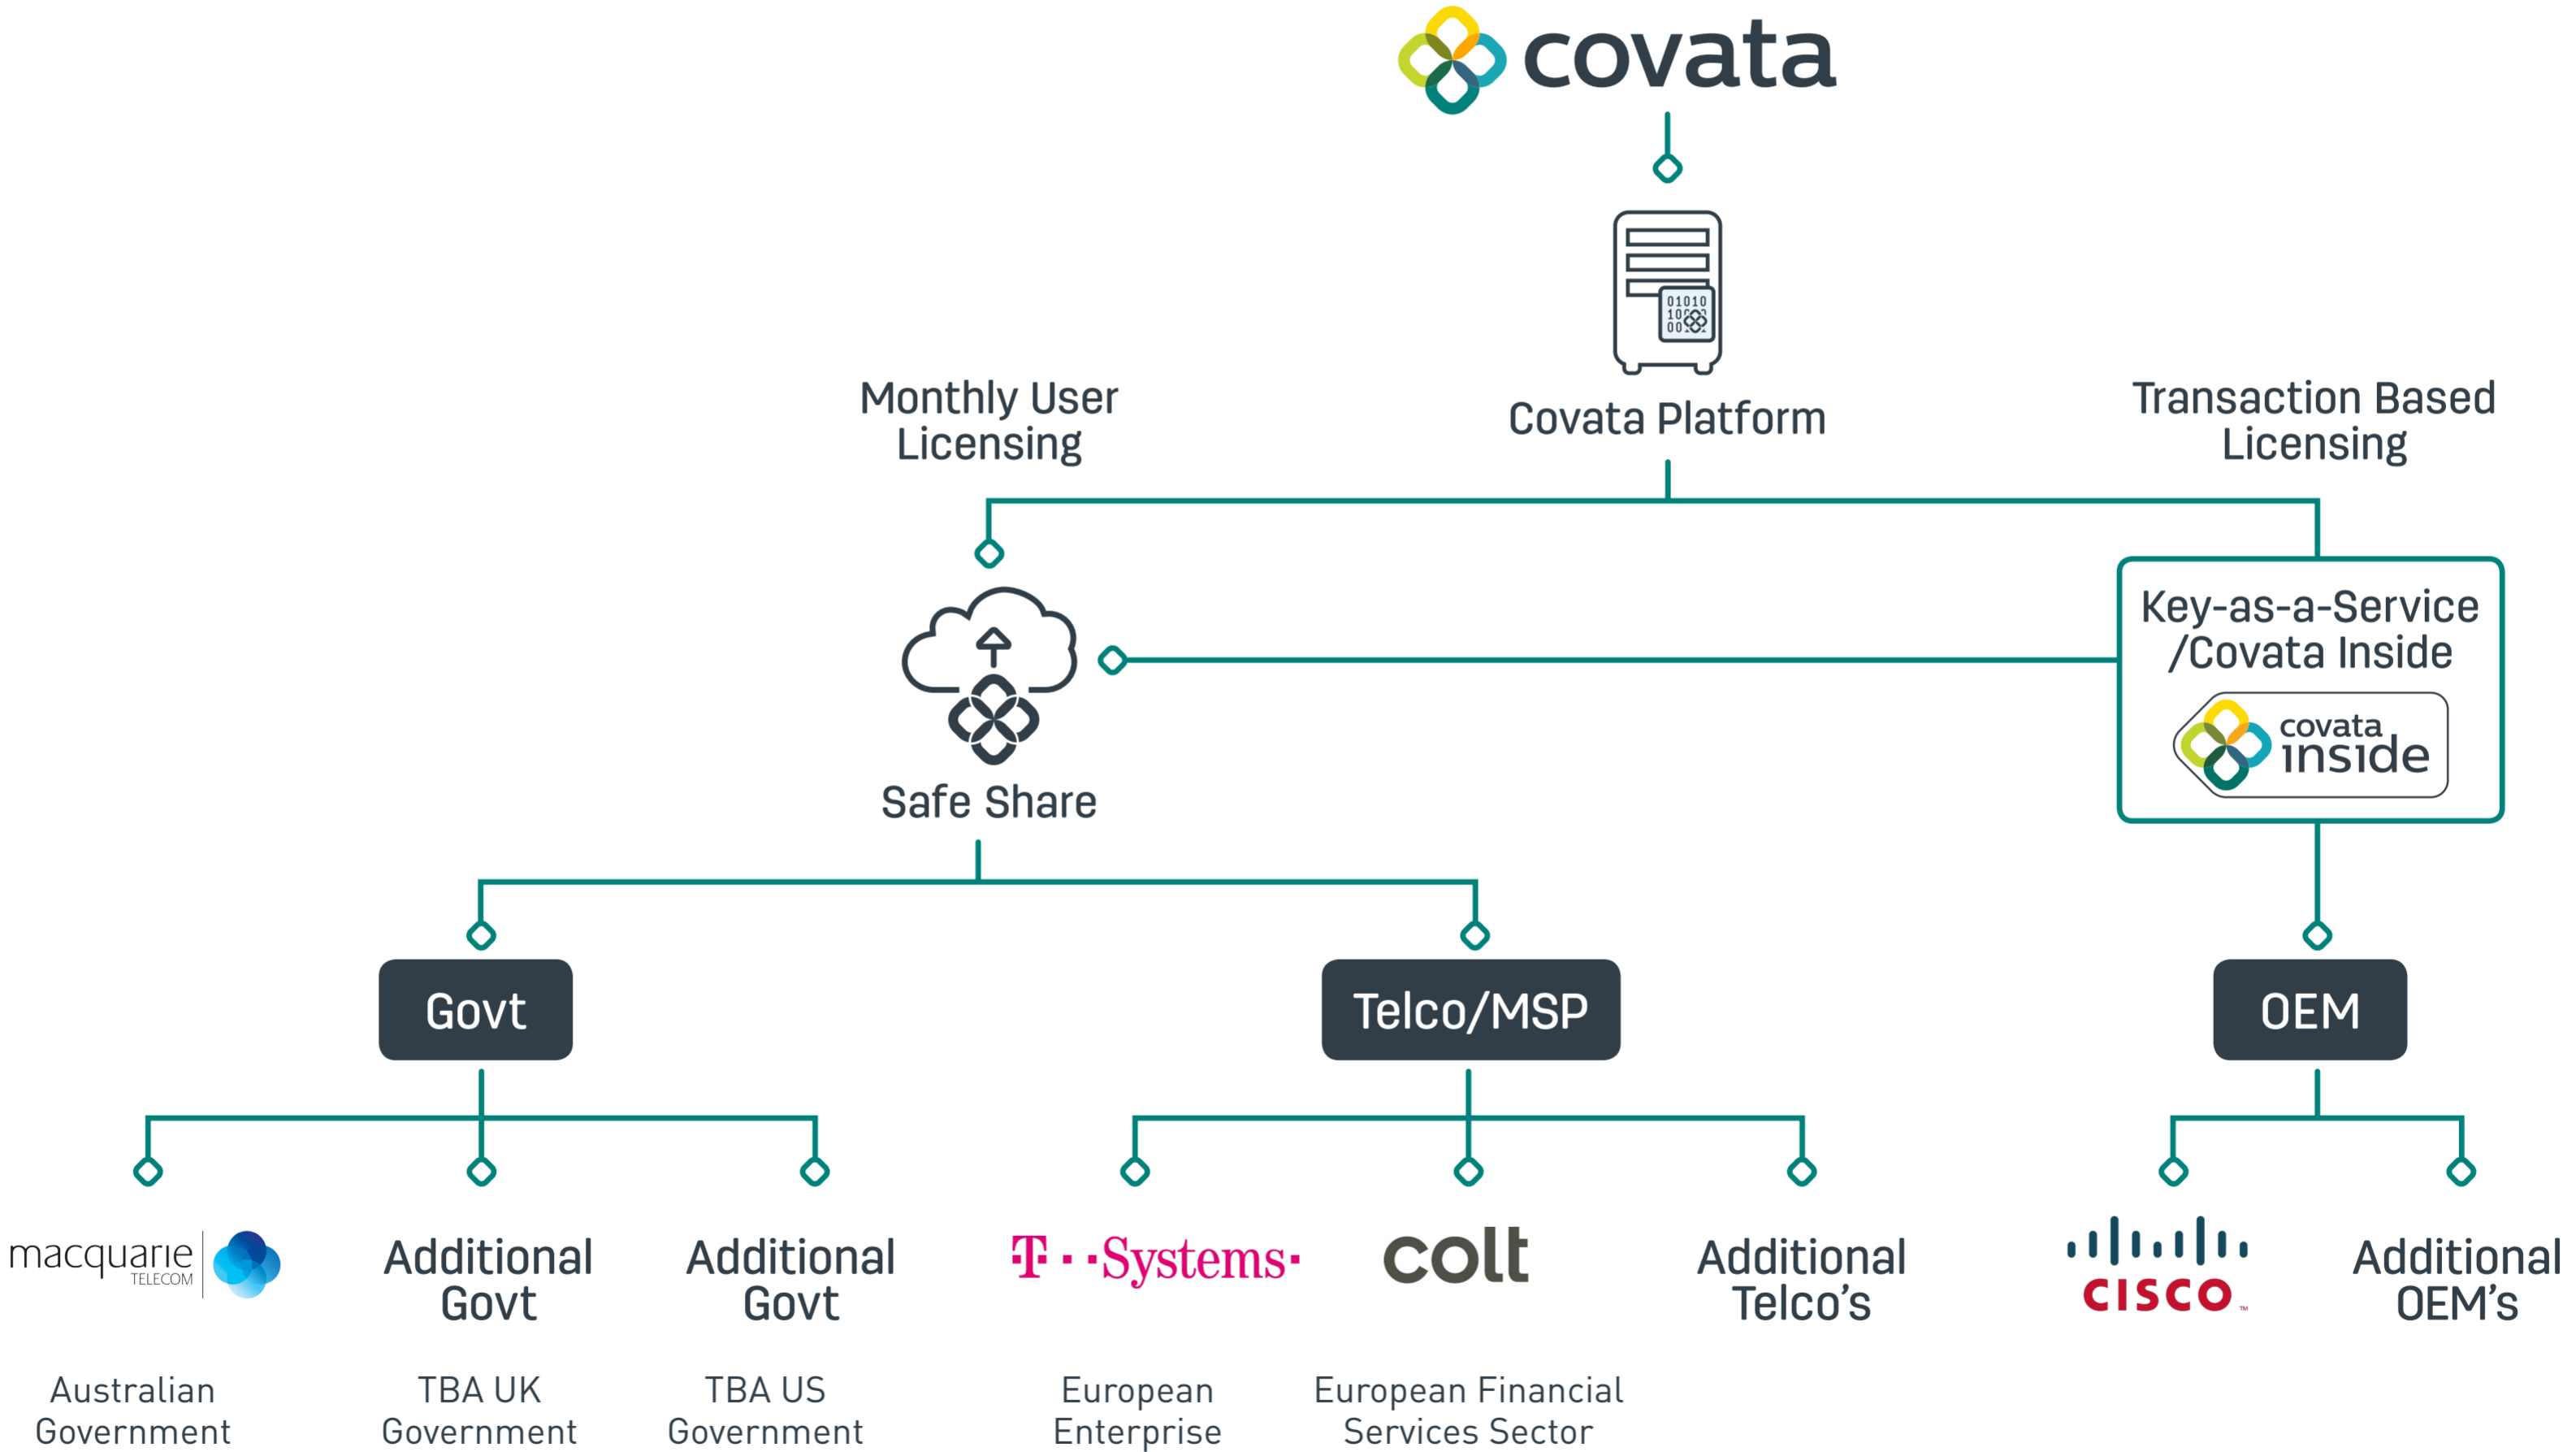 covata
01010
Covata Platform
Monthly User
Licensing
Transaction Based
Licensing
Key-as-a-Service
/Covata Inside
covata
inside
Safe Share
Govt
Telco/MSP
OEM
macquarie
TELECOM
Additional
Govt
Additional
Govt
T··Systems·
colt
Additional
Telco's
CISCO™
Additional
OEM's
Australian
Government
TBA UK
Government
TBA US
Government
European
Enterprise
European Financial
Services Sector